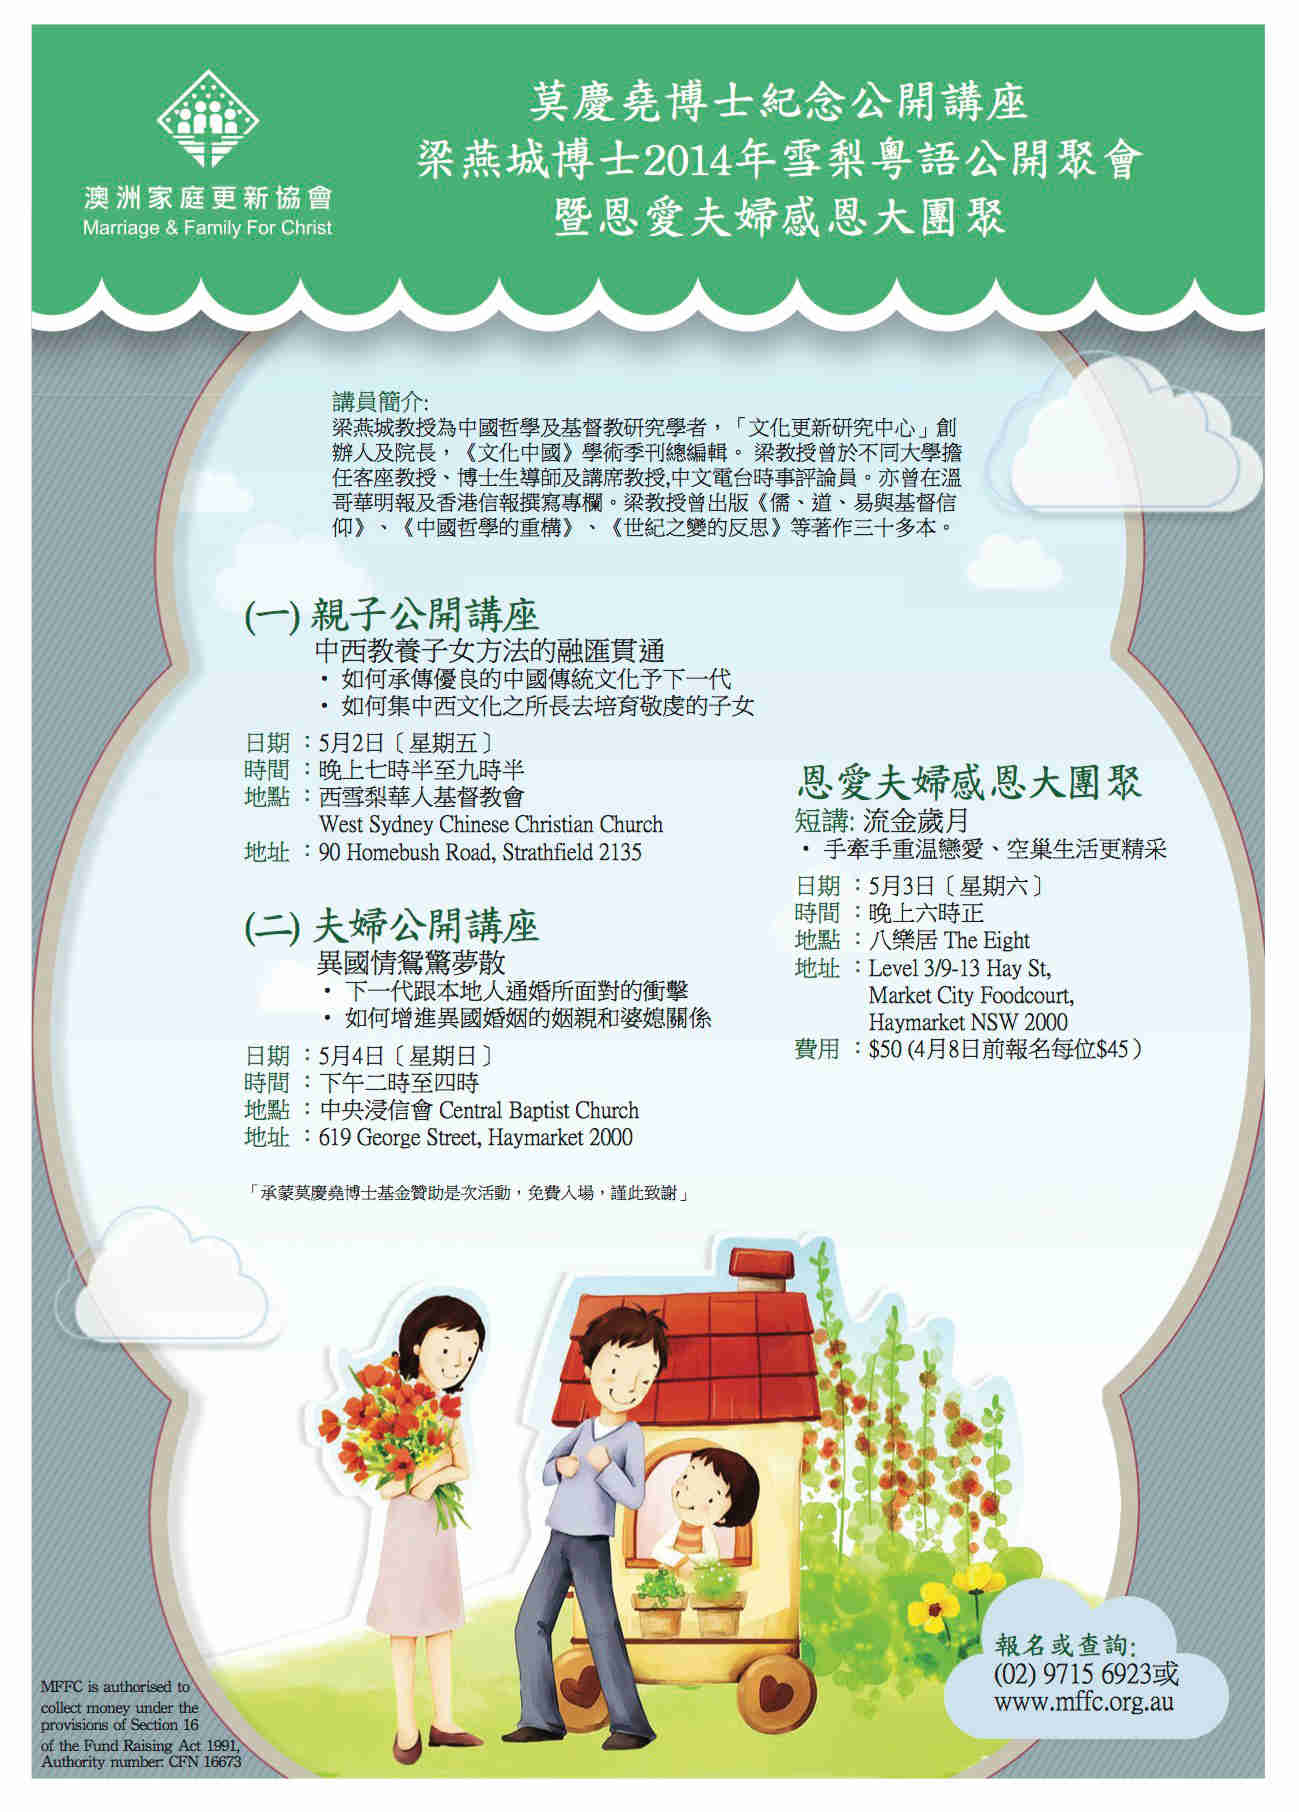 澳洲家庭更新協會
Marriage & Family For Christ
莫慶堯博士紀念公開講座
梁燕城博士2014年雪梨粵語公開聚會
暨恩愛夫婦感恩大團聚
講員簡介:
梁燕城教授為中國哲學及基督教研究學者，「文化更新研究中心」創
辦人及院長，《文化中國》學術季刊總編輯。梁教授曾於不同大學擔
任客座教授、博士生導師及講席教授,中文電台時事評論員。亦曾在溫
哥華明報及香港信報撰寫專欄。梁教授曾出版《儒、道、易與基督信
仰》、《中國哲學的重構》、《世紀之變的反思》等著作三十多本。
(一) 親子公開講座
中西教養子女方法的融匯貫通
・ 如何承傳優良的中國傳統文化予下一代
・ 如何集中西文化之所長去培育敬虔的子女
日期 ：5月2日〔星期五〕
時間 ：晚上七時半至九時半
地點 ：西雪梨華人基督教會
West Sydney Chinese Christian Church
地址 ：90 Homebush Road, Strathfield 2135
(二) 夫婦公開講座
異國情鴛驚夢散
・ 下一代跟本地人通婚所面對的衝擊
・ 如何增進異國婚姻的姻親和婆媳關係
日期 ：5月4日〔星期日〕
時間 ：下午二時至四時
地點 ：中央浸信會 Central Baptist Church
地址 ：619 George Street, Haymarket 2000
「承蒙莫慶堯博士基金贊助是次活動，免費入場，謹此致謝」
恩愛夫婦感恩大團聚
短講: 流金歲月
・ 手牽手重温戀愛、空巢生活更精采
日期 ：5月3日〔星期六〕
時間 ：晚上六時正
地點 ：八樂居 The Eight
地址 ：Level 3/9-13 Hay St,
Market City Foodcourt,
Haymarket NSW 2000
費用 ：$50 (4月8日前報名每位$45）
報名或查詢:
(02) 9715 6923或
www.mffc.org.au
MFFC is authorised to
collect money under the
provisions of Section 16
of the Fund Raising Act 1991,
Authority number: CFN 16673